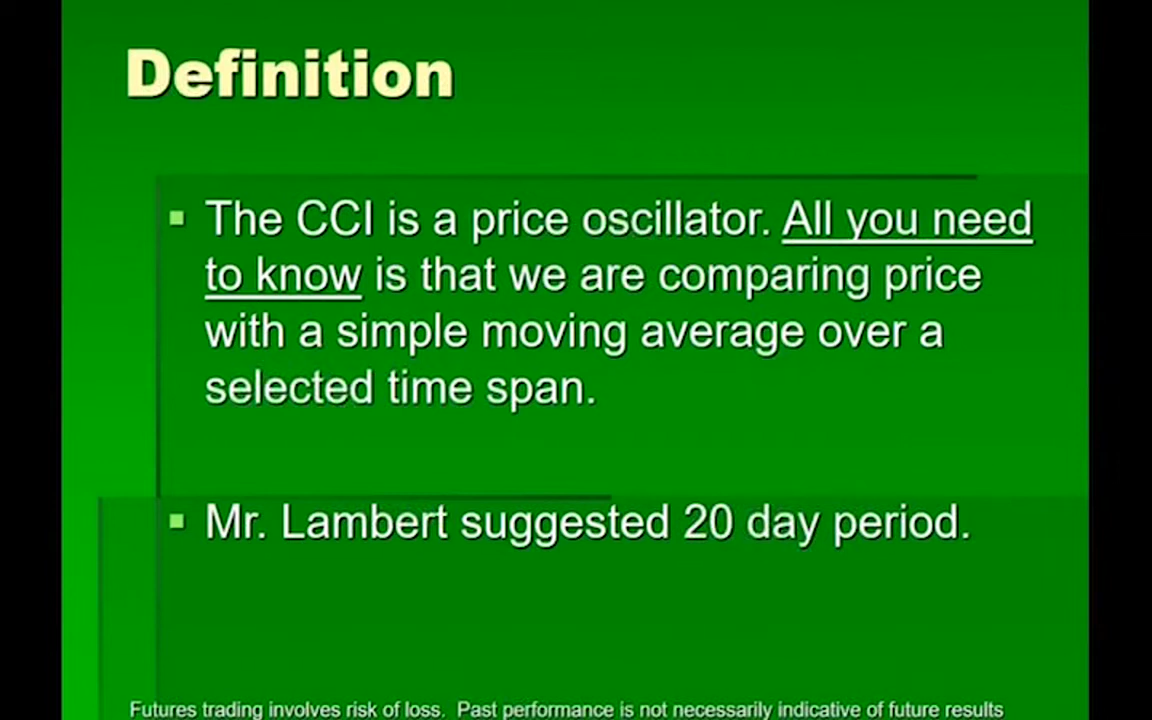 Definition
The CCI is a price oscillator. All you need
to know is that we are comparing price
with a simple moving average over a
selected time span.
Mr. Lambert suggested 20 day period.
Futures trading involves risk of loss. Past performance is not necessarily indicative of future results